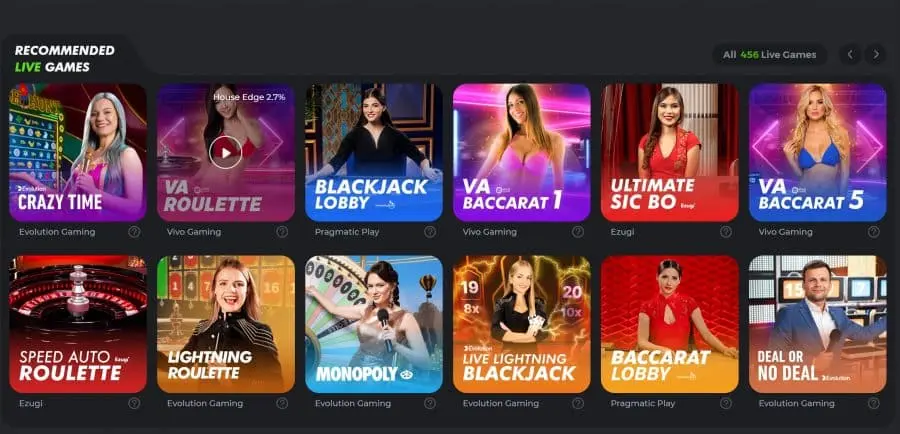 RECOMMENDED
LIVE GAMES
All 456 Live Games
House Edge 2.7%
Evolution
CRAZY TIME
VA
ROULETTE
BLACKJACK
LOBBY
VA
BACCARAT 1
ULTIMATE
SIC BO Ezugi
VA
BACCARAT 5
Evolution Gaming
Vivo Gaming
Pragmatic Play
Vivo Gaming
Ezugi
Vivo Gaming
SPEED AUTO Ezugi
ROULETTE
LIGHTNING
ROULETTE
MONOPOLY
19
8x
20
10x
Evolution
LIVE LIGHTNING
BLACKJACK
BACCARAT
LOBBY
DEAL OR
NO DEAL Evolution
Ezugi
Evolution Gaming
Evolution Gaming
Evolution Gaming
Pragmatic Play
Evolution Gaming